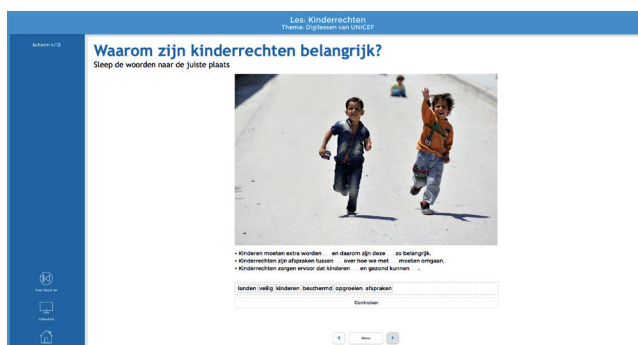 Les: Kinderrechten
Thema: Digilessen van UNICEF
Scherm 4/13
Waarom zijn kinderrechten belangrijk?
Sleep de woorden naar de juiste plaats
• Kinderen moeten extra worden ... en daarom zijn deze ... zo belangrijk.
• Kinderrechten zijn afspraken tussen ... over hoe we met ... moeten omgaan.
• Kinderrechten zorgen ervoor dat kinderen ... en gezond kunnen ... .
landen veilig kinderen beschermd opgroeien afspraken
Controleer
Menu